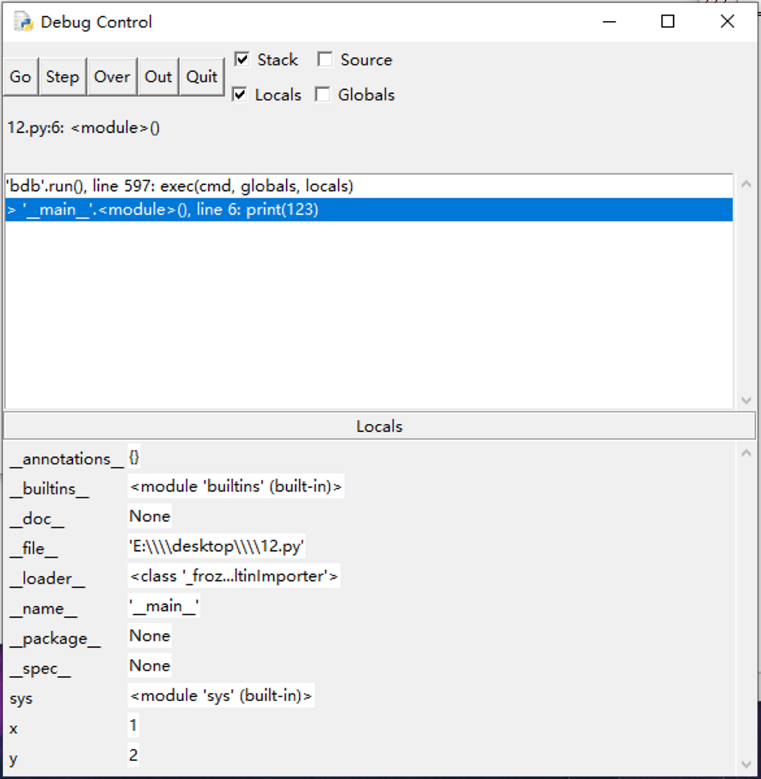 Debug Control
Go Step Over Out Quit
Stack Source
Locals Globals
12.py:6: <module>()
'bdb'.run(), line 597: exec(cmd, globals, locals)
> '__main__'.<module>(), line 6: print(123)
Locals
__annotations__ {}
__builtins__ <module 'builtins' (built-in)>
__doc__ None
__file__ 'E:\\\\desktop\\\\12.py'
__loader__ <class '_froz...ltinImporter'>
__name__ '__main__'
__package__ None
__spec__ None
sys <module 'sys' (built-in)>
x 1
y 2